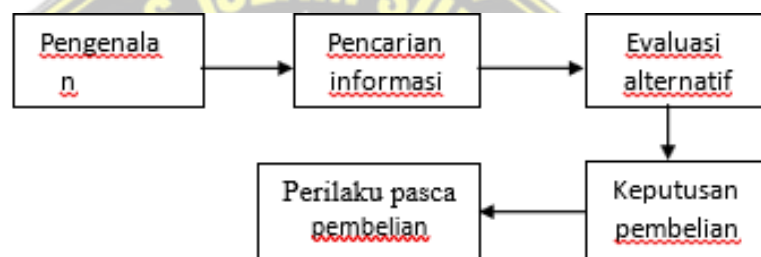 Pengenala
n
Pencarian
informasi
Evaluasi
alternatif
Perilaku pasca
pembelian
Keputusan
pembelian